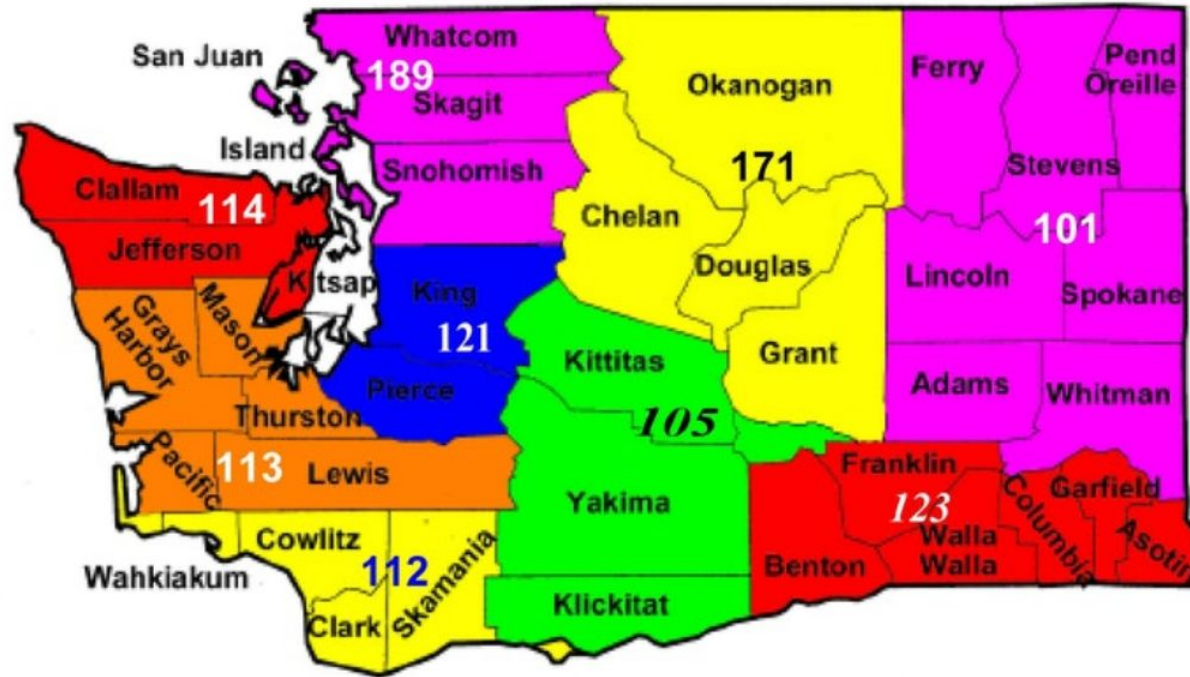 Whatcom
San Juan
189
Skagit
Okanogan
Ferry
Pend
Oreille
Island
Snohomish
171
Stevens
Clallam
114
Chelan
101
Jefferson
Douglas
Lincoln
Spokane
Kitsap
King
Mason
Grays
Harbor
121
Kittitas
Grant
Pierce
Adams
Whitman
Thurston
105
Pacific
113
Lewis
Franklin
Garfield
Yakima
123
Columbia
Asotin
Cowlitz
Walla
Walla
Wahkiakum
112
Skamania
Benton
Clark
Klickitat